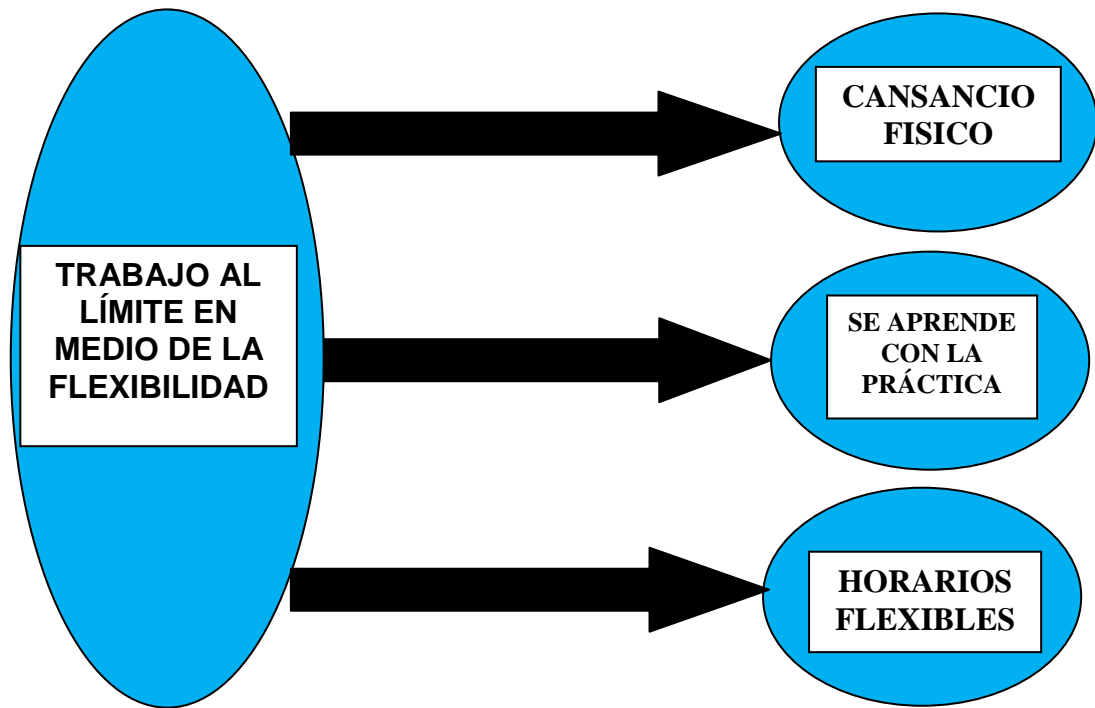 TRABAJO AL
LÍMITE EN
MEDIO DE LA
FLEXIBILIDAD
CANSANCIO
FISICO
SE APRENDE
CON LA
PRÁCTICA
HORARIOS
FLEXIBLES